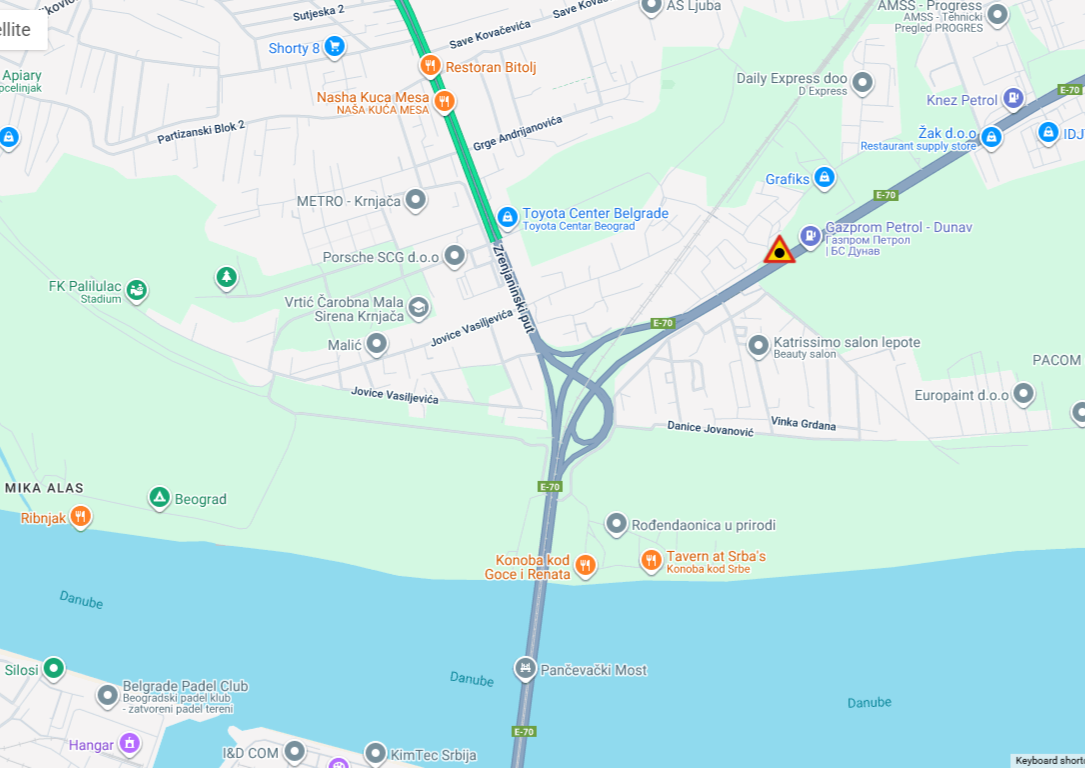 Sutjeska 2
AS Ljuba
AMSS - Progress
AMSS - Tehnički
Pregled PROGRES
ellite
Save Kovačevića
Shorty 8
Restoran Bitolj
Apiary
Daily Express doo
D Express
E-70
Nasha Kuca Mesa
NAŠA KUĆA MESA
Knez Petrol
Partizanski Blok 2
Grge Andrijanovića
Žak d.o.o
Restaurant supply store
IDJ
Grafiks
METRO - Krnjača
E-70
Toyota Center Belgrade
Toyota Centar Beograd
Gazprom Petrol - Dunav
Газпром Петрол
| БС Дунав
Porsche SCG d.o.o
Zrenjaninski put
FK Palilulac
Stadium
Vrtić Čarobna Mala
Sirena Krnjača
Jovice Vasiljevića
E-70
Malić
Katrissimo salon lepote
Beauty salon
PACOM
Jovice Vasiljevića
Europaint d.o.o
Danice Jovanović
Vinka Grdana
MIKA ALAS
E-70
Beograd
Ribnjak
Rođendaonica u prirodi
Konoba kod
Goce i Renata
Tavern at Srba's
Konoba kod Srbe
Danube
Silosi
Pančevački Most
Danube
Belgrade Padel Club
Beogradski padel klub
- zatvoreni padel tereni
Danube
E-70
Hangar
I&D COM
KimTec Srbija
Keyboard short